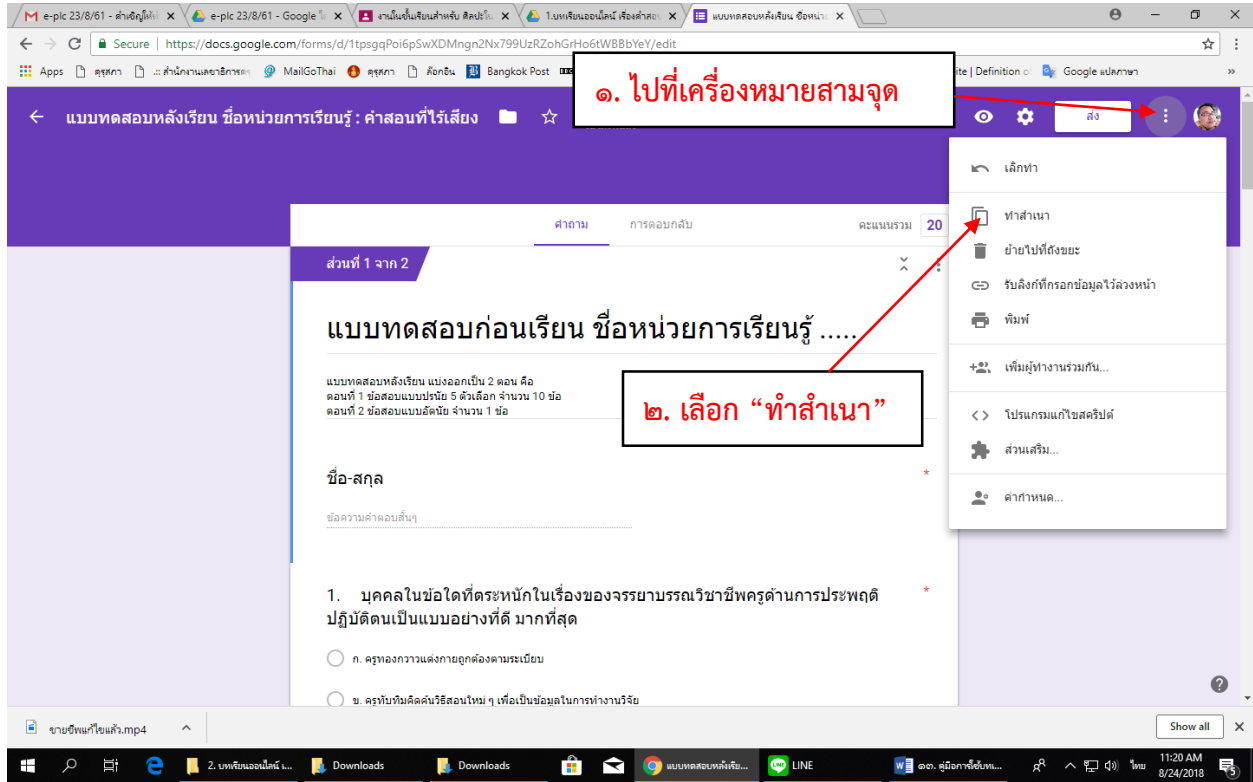 e-plc 23/8/61 - คำเชิญให้
e-plc 23/8/61 - Google
งานในชั้นเรียนสำหรับ ศิลปะใน
1.บทเรียนออนไลน์ เรื่องคำสอน
แบบทดสอบหลังเรียน ชื่อหน่วย
Secure | https://docs.google.com/forms/d/1tpsgqPoi6pSwXDMngn2Nx799UzRZohGrHo6tWBBbYeY/edit
Apps คุรุสภา .:: สำนักงานเลขาธิการคร MailGoThai คุรุสภา ล็อกอิน Bangkok Post ite | Definition of Google แปลภาษา »
๑. ไปที่เครื่องหมายสามจุด
แบบทดสอบหลังเรียน ชื่อหน่วยการเรียนรู้ : คำสอนที่ไร้เสียง
ส่ง
เลิกทำ
ทำสำเนา
ย้ายไปที่ถังขยะ
รับลิงก์ที่กรอกข้อมูลไว้ล่วงหน้า
พิมพ์
เพิ่มผู้ทำงานร่วมกัน...
โปรแกรมแก้ไขสคริปต์
ส่วนเสริม...
ค่ากำหนด...
คำถาม การตอบกลับ คะแนนรวม 20
ส่วนที่ 1 จาก 2
แบบทดสอบก่อนเรียน ชื่อหน่วยการเรียนรู้ .....
แบบทดสอบหลังเรียน แบ่งออกเป็น 2 ตอน คือ
ตอนที่ 1 ข้อสอบแบบปรนัย 5 ตัวเลือก จำนวน 10 ข้อ
ตอนที่ 2 ข้อสอบแบบอัตนัย จำนวน 1 ข้อ
๒. เลือก “ทำสำเนา”
ชื่อ-สกุล *
ข้อความคำตอบสั้นๆ
1. บุคคลในข้อใดที่ตระหนักในเรื่องของจรรยาบรรณวิชาชีพครูด้านการประพฤติ *
ปฏิบัติตนเป็นแบบอย่างที่ดี มากที่สุด
ก. ครูทองกวาวแต่งกายถูกต้องตามระเบียบ
ข. ครูทับทิมคิดค้นวิธีสอนใหม่ ๆ เพื่อเป็นข้อมูลในการทำงานวิจัย
ขายชีพแก้ไขแล้ว.mp4
Show all
2. บทเรียนออนไลน์ เ...
Downloads
Downloads
แบบทดสอบหลังเรีย...
LINE
๑๓. คู่มือการใช้บท...
ไทย
11:20 AM
8/24/2018
5